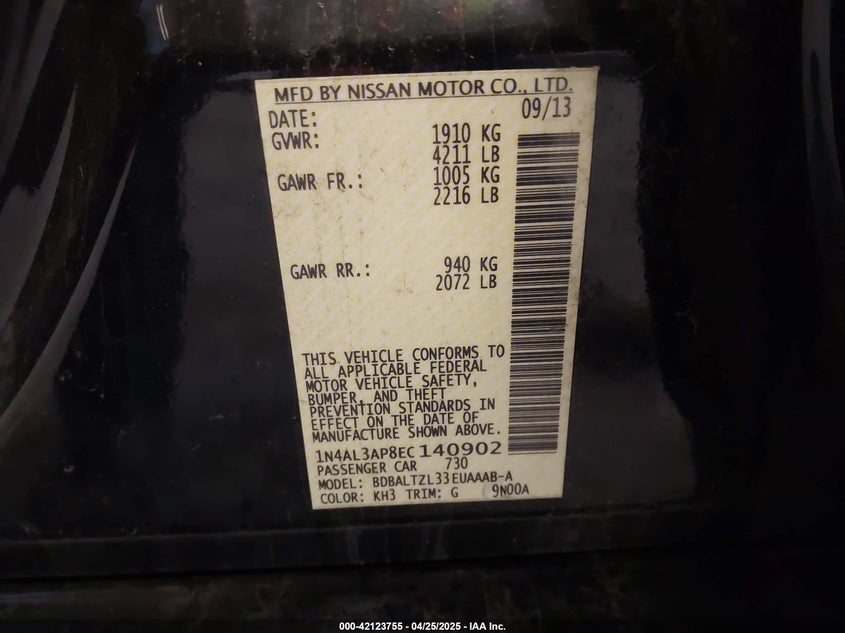 MFD BY NISSAN MOTOR CO., LTD.
DATE: 09/13
GVWR: 1910 KG
4211 LB
GAWR FR.: 1005 KG
2216 LB
GAWR RR.: 940 KG
2072 LB
THIS VEHICLE CONFORMS TO
ALL APPLICABLE FEDERAL
MOTOR VEHICLE SAFETY,
BUMPER, AND THEFT
PREVENTION STANDARDS IN
EFFECT ON THE DATE OF
MANUFACTURE SHOWN ABOVE.
1N4AL3AP8EC140902
PASSENGER CAR 730
MODEL: BDBALTZL33EUAAAB-A
COLOR: KH3 TRIM: G 9N00A
000-42123755 - 04/25/2025 - IAA Inc.